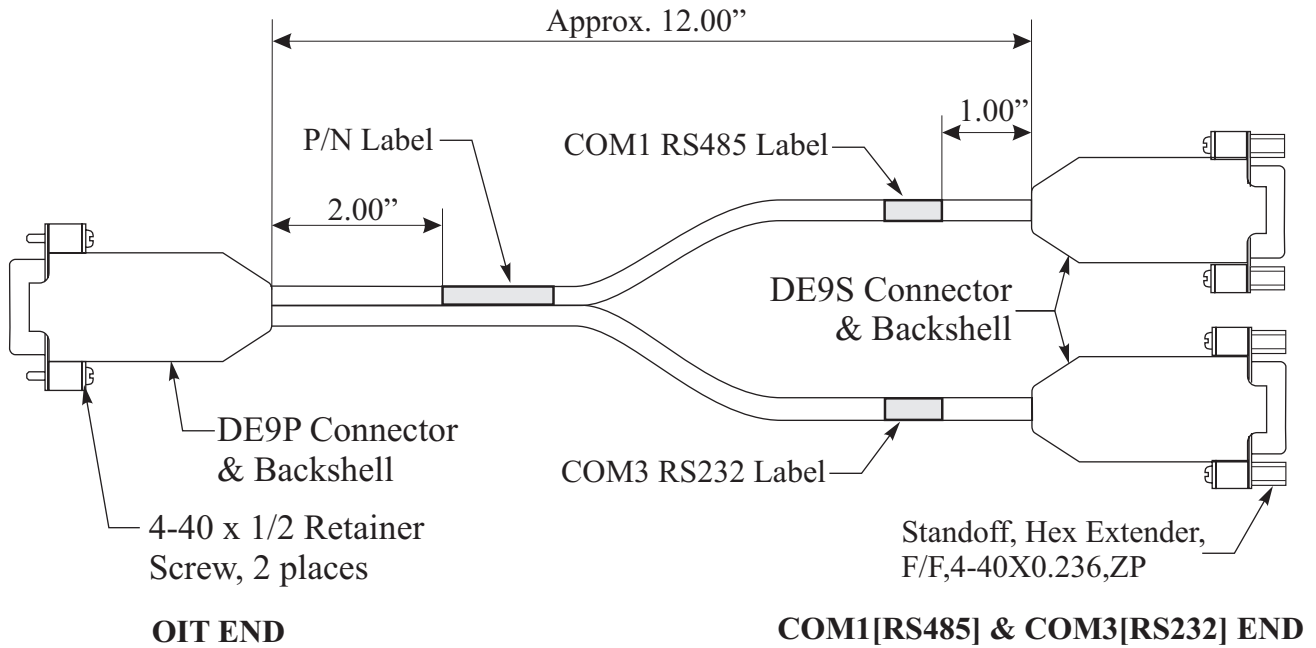 Approx. 12.00”
1.00”
P/N Label
COM1 RS485 Label
2.00”
DE9S Connector
& Backshell
DE9P Connector
& Backshell
COM3 RS232 Label
4-40 x 1/2 Retainer
Screw, 2 places
Standoff, Hex Extender,
F/F,4-40X0.236,ZP
OIT END
COM1[RS485] & COM3[RS232] END